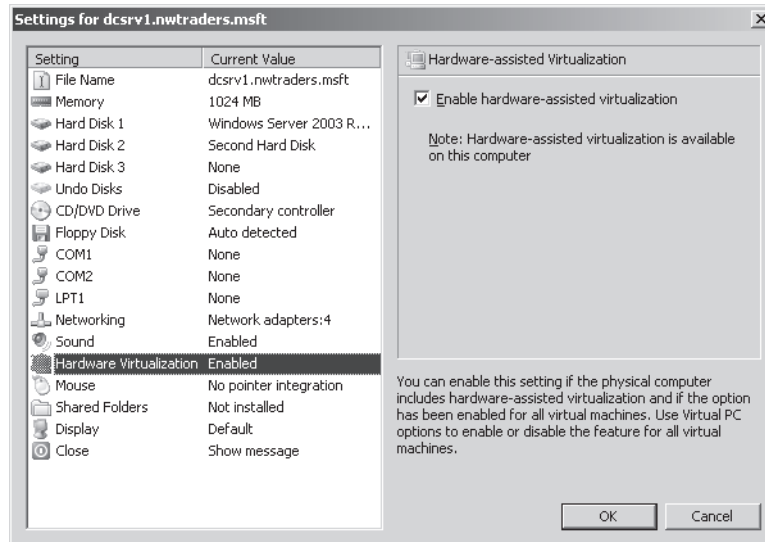 Settings for dcsrv1.nwtraders.msft
Setting Current Value
File Name dcsrv1.nwtraders.msft
Memory 1024 MB
Hard Disk 1 Windows Server 2003 R...
Hard Disk 2 Second Hard Disk
Hard Disk 3 None
Undo Disks Disabled
CD/DVD Drive Secondary controller
Floppy Disk Auto detected
COM1 None
COM2 None
LPT1 None
Networking Network adapters:4
Sound Enabled
Hardware Virtualization Enabled
Mouse No pointer integration
Shared Folders Not installed
Display Default
Close Show message
Hardware-assisted Virtualization
Enable hardware-assisted virtualization
Note: Hardware-assisted virtualization is available
on this computer
You can enable this setting if the physical computer
includes hardware-assisted virtualization and if the option
has been enabled for all virtual machines. Use Virtual PC
options to enable or disable the feature for all virtual
machines.
OK Cancel